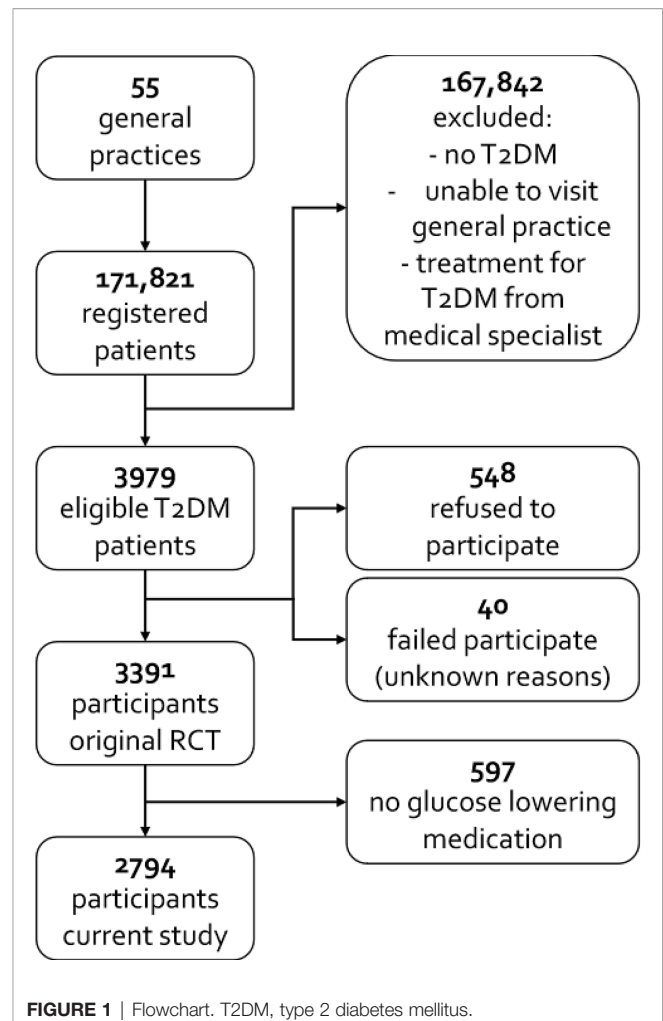 55
general
practices
167,842
excluded:
- no T2DM
- unable to visit
general practice
- treatment for
T2DM from
medical specialist
171,821
registered
patients
3979
eligible T2DM
patients
548
refused to
participate
40
failed participate
(unknown reasons)
3391
participants
original RCT
597
no glucose lowering
medication
2794
participants
current study
FIGURE 1 | Flowchart. T2DM, type 2 diabetes mellitus.